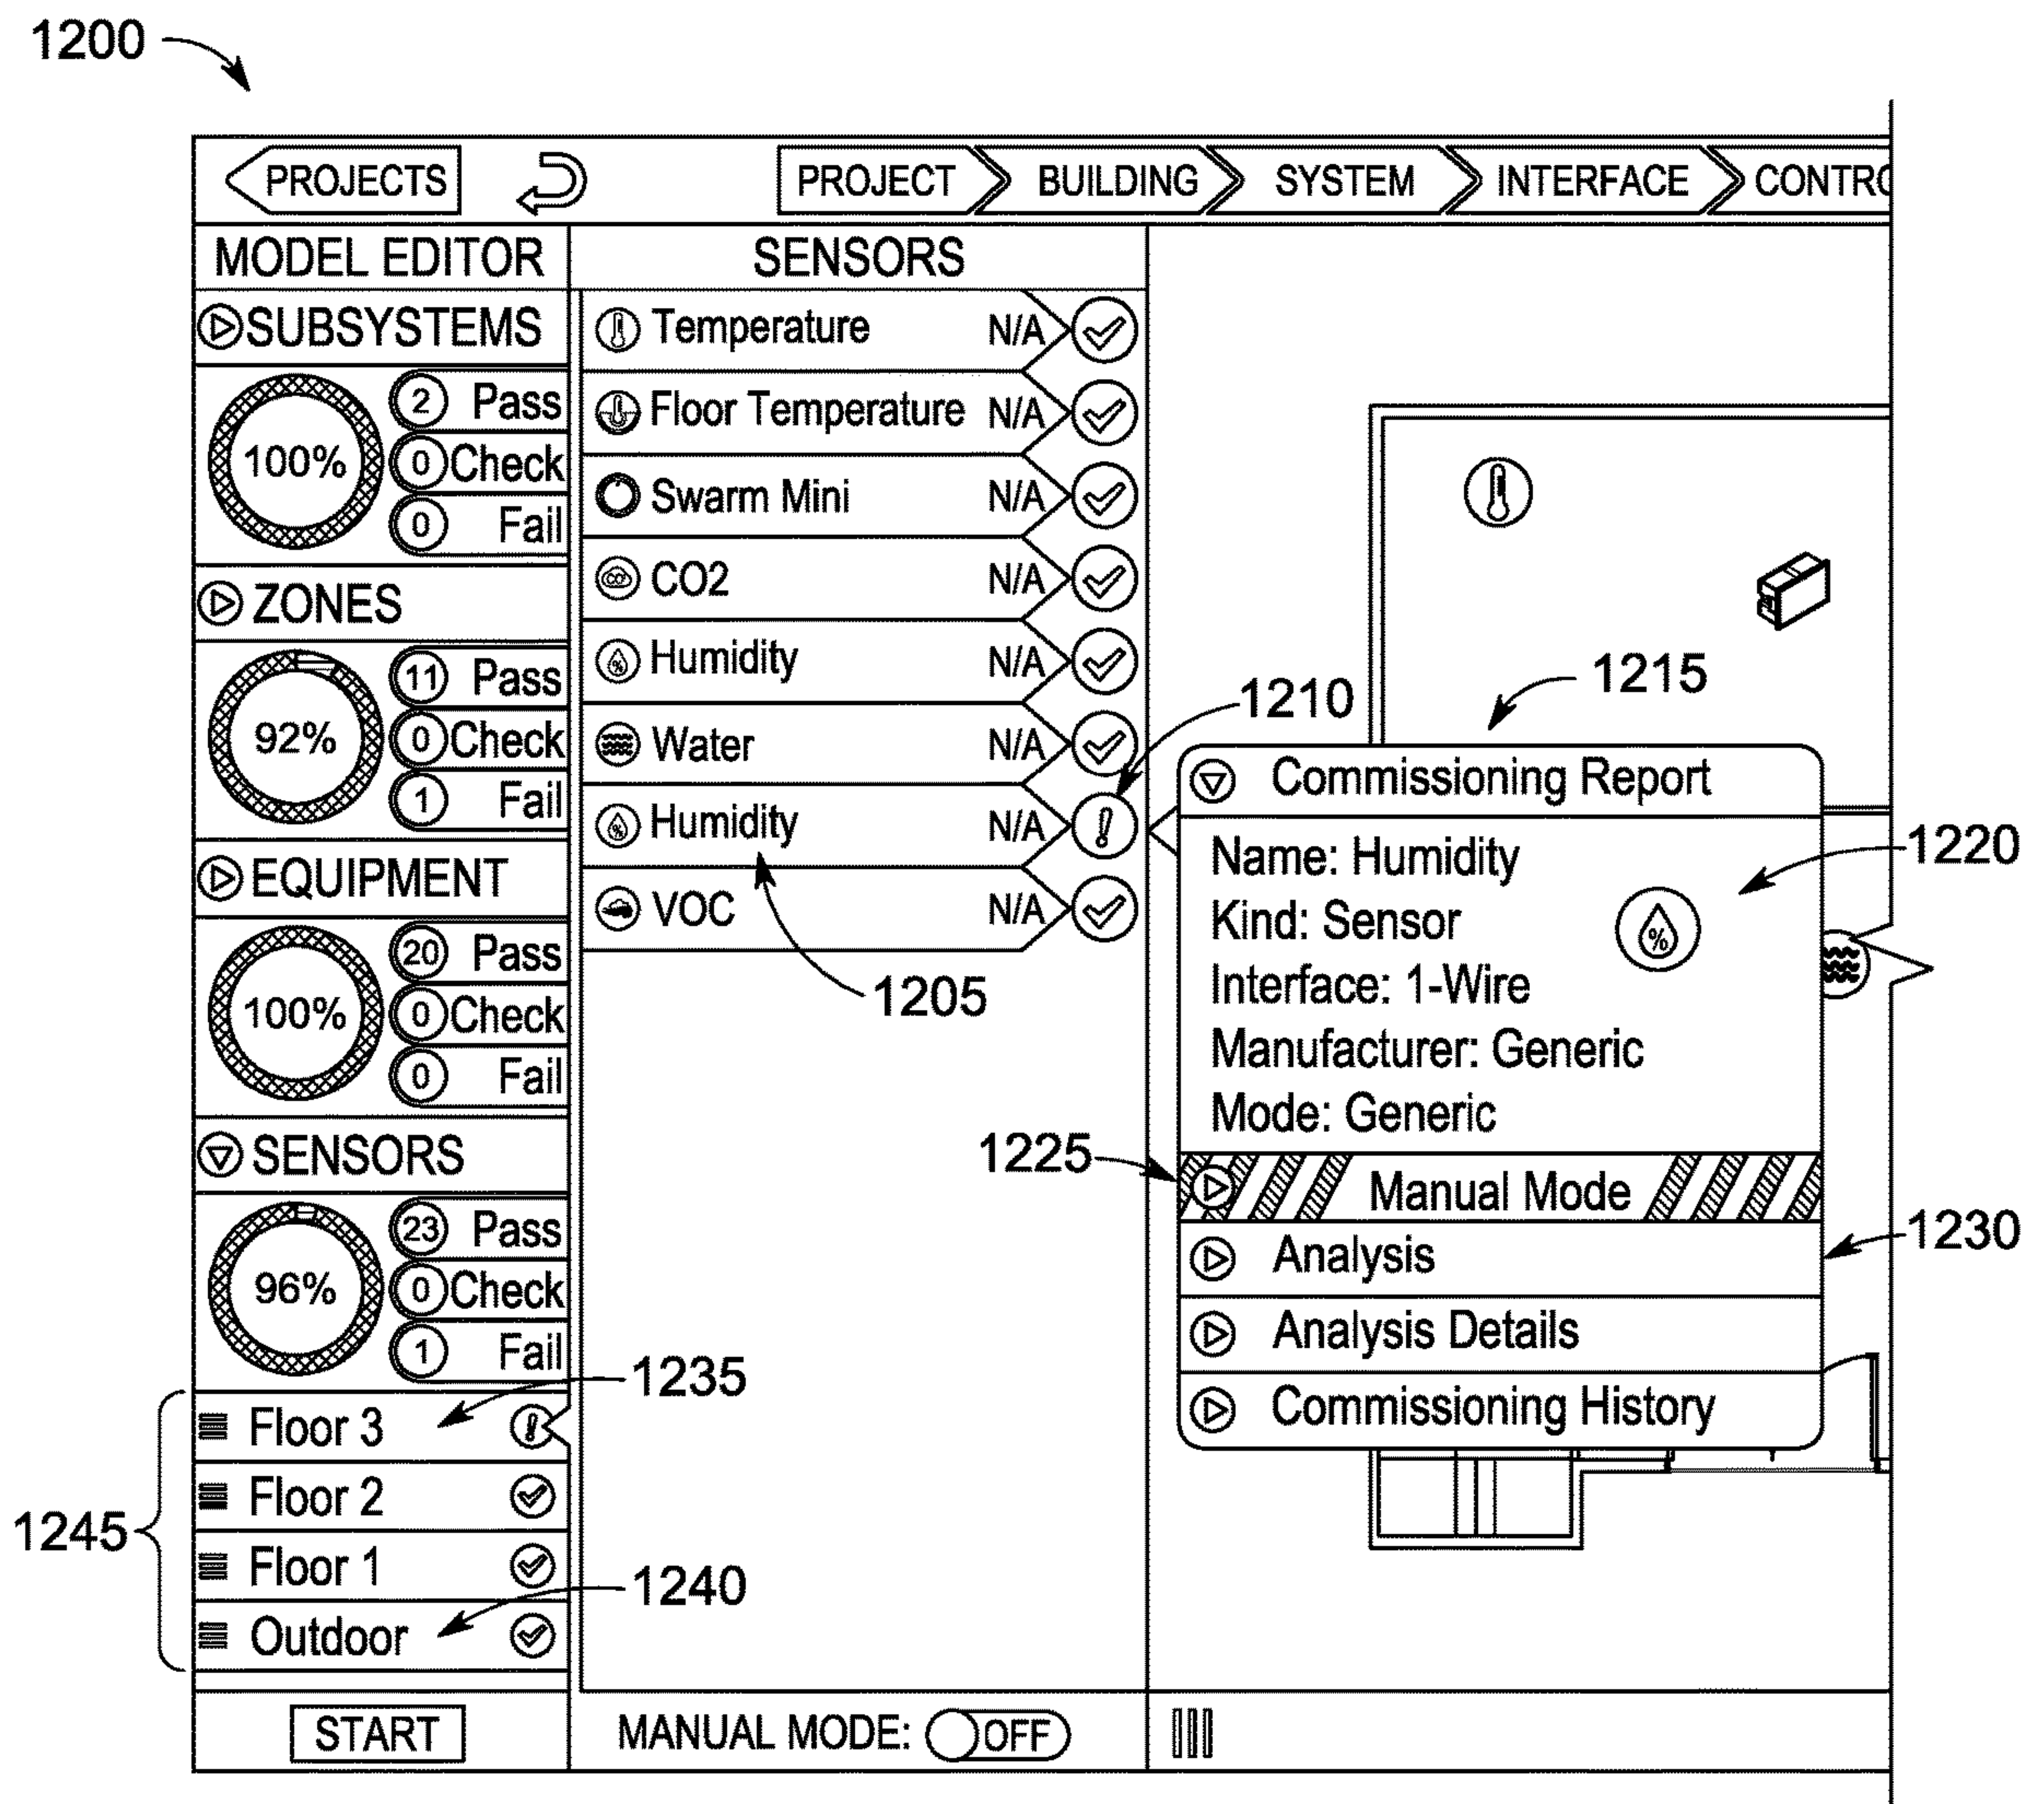 1200
PROJECTS
PROJECT BUILDING SYSTEM INTERFACE CONTRO
MODEL EDITOR
SUBSYSTEMS
100%
2 Pass
0 Check
0 Fail
ZONES
92%
11 Pass
0 Check
1 Fail
EQUIPMENT
100%
20 Pass
0 Check
0 Fail
SENSORS
96%
23 Pass
0 Check
1 Fail
1235
Floor 3 !
Floor 2
Floor 1
Outdoor
1245
1240
START
SENSORS
Temperature N/A
Floor Temperature N/A
Swarm Mini N/A
CO2 N/A
Humidity N/A
Water N/A
Humidity N/A !
VOC N/A
1210
1205
MANUAL MODE: OFF
1215
Commissioning Report
Name: Humidity
Kind: Sensor
Interface: 1-Wire
Manufacturer: Generic
Mode: Generic
%
1220
1225
Manual Mode
Analysis
1230
Analysis Details
Commissioning History